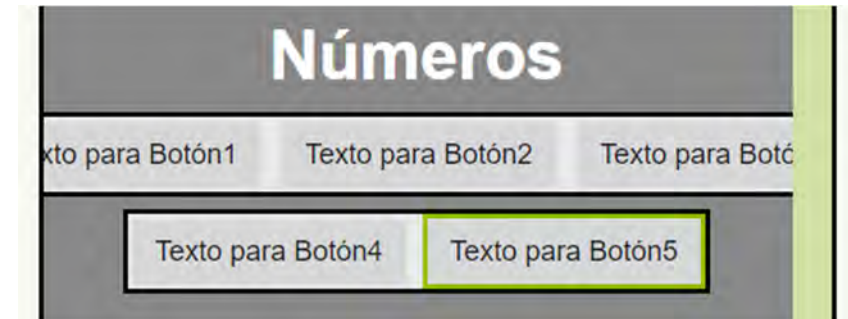 Números
xto para Botón1 Texto para Botón2 Texto para Botó
Texto para Botón4 Texto para Botón5